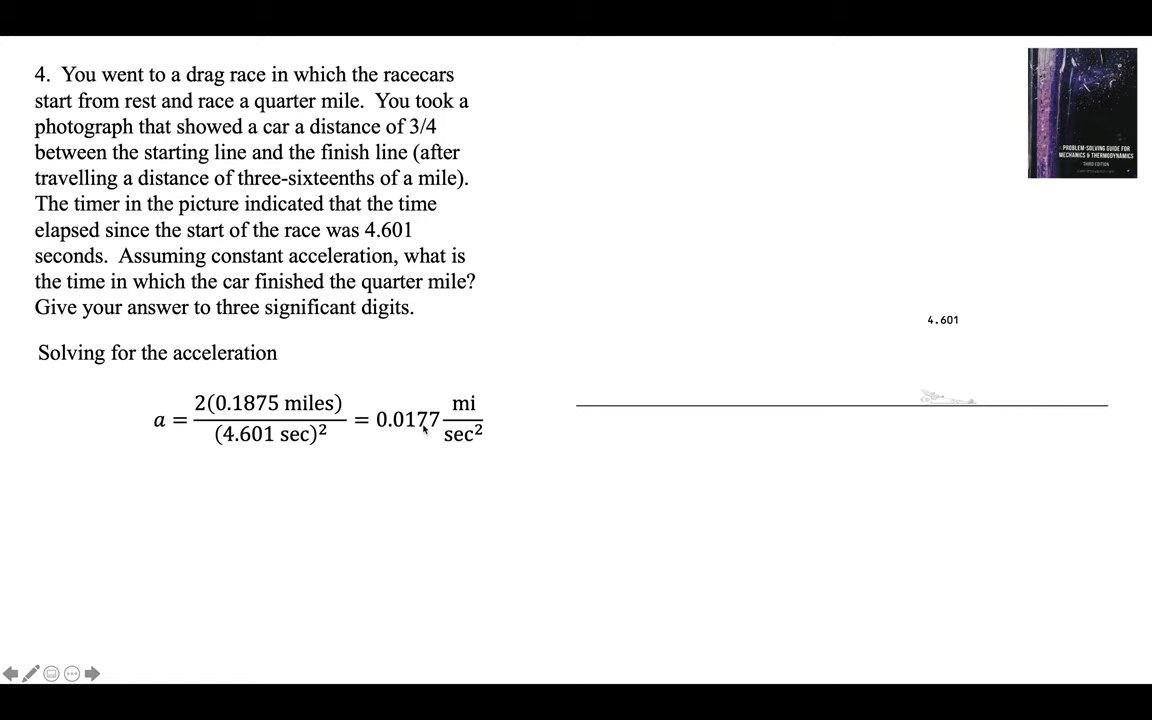 4. You went to a drag race in which the racecars
start from rest and race a quarter mile. You took a
photograph that showed a car a distance of 3/4
between the starting line and the finish line (after
travelling a distance of three-sixteenths of a mile).
The timer in the picture indicated that the time
elapsed since the start of the race was 4.601
seconds. Assuming constant acceleration, what is
the time in which the car finished the quarter mile?
Give your answer to three significant digits.
Solving for the acceleration
a = 2(0.1875 miles) / (4.601 sec)² = 0.0177 mi / sec²
PROBLEM-SOLVING GUIDE FOR
MECHANICS & THERMODYNAMICS
THIRD EDITION
4.601